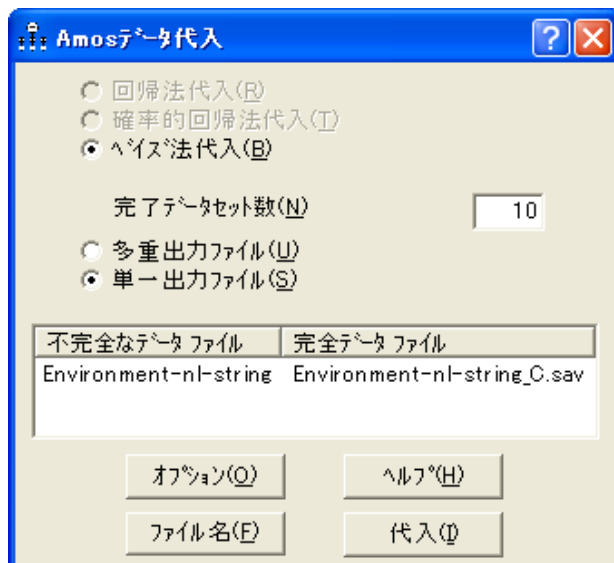 Amosﾃﾞｰﾀ代入
回帰法代入(R)
確率的回帰法代入(T)
ﾍﾞｲｽﾞ法代入(B)
完了ﾃﾞｰﾀｾｯﾄ数(N) 10
多重出力ﾌｧｲﾙ(U)
単一出力ﾌｧｲﾙ(S)
不完全なﾃﾞｰﾀ ﾌｧｲﾙ 完全ﾃﾞｰﾀ ﾌｧｲﾙ
Environment-nl-string Environment-nl-string_C.sav
ｵﾌﾟｼｮﾝ(O) ﾍﾙﾌﾟ(H)
ﾌｧｲﾙ名(F) 代入(I)